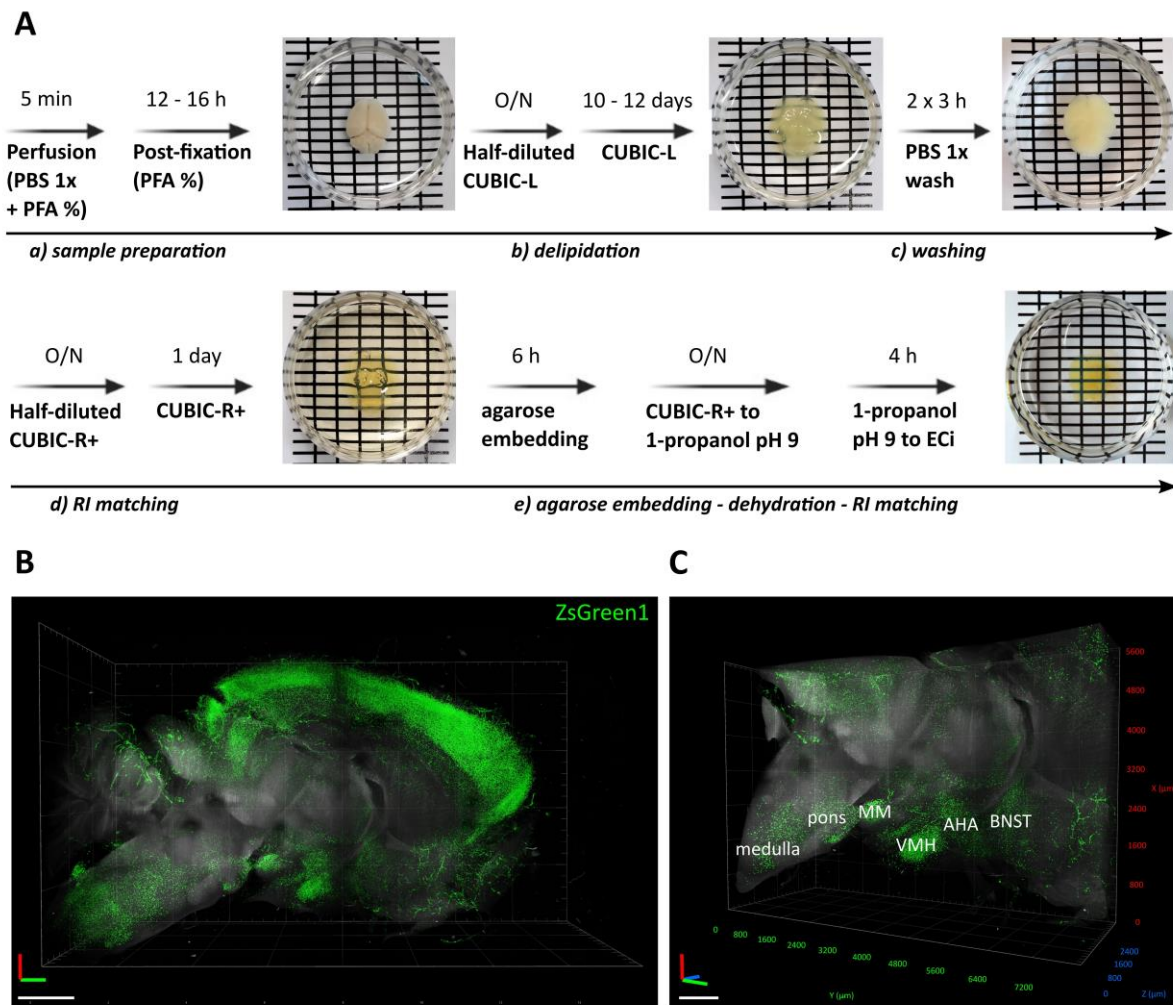 A
5 min
Perfusion
(PBS 1x
+ PFA %)
12 - 16 h
Post-fixation
(PFA %)
O/N
Half-diluted
CUBIC-L
10 - 12 days
CUBIC-L
2 x 3 h
PBS 1x
wash
a) sample preparation
b) delipidation
c) washing
O/N
Half-diluted
CUBIC-R+
1 day
CUBIC-R+
6 h
agarose
embedding
O/N
CUBIC-R+ to
1-propanol pH 9
4 h
1-propanol
pH 9 to ECi
d) RI matching
e) agarose embedding - dehydration - RI matching
B
ZsGreen1
C
5600
4800
4000
3200
X (µm)
2400
1600
800
0
pons
MM
AHA
BNST
VMH
medulla
0
800
1600
2400
3200
4000
4800
5600
6400
7200
Y (µm)
2400
1600
800
0
Z (µm)